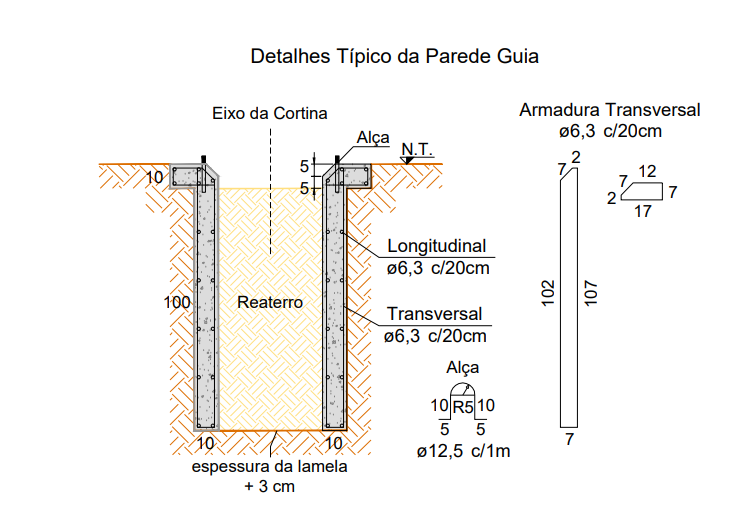 Detalhes Típico da Parede Guia
Eixo da Cortina
Alça
N.T.
10
5
5
Longitudinal
ø6,3 c/20cm
100
Reaterro
Transversal
ø6,3 c/20cm
10
10
espessura da lamela
+ 3 cm
Alça
10
R5
10
5
5
ø12,5 c/1m
Armadura Transversal
ø6,3 c/20cm
2
7
102
107
7
12
7
7
2
17